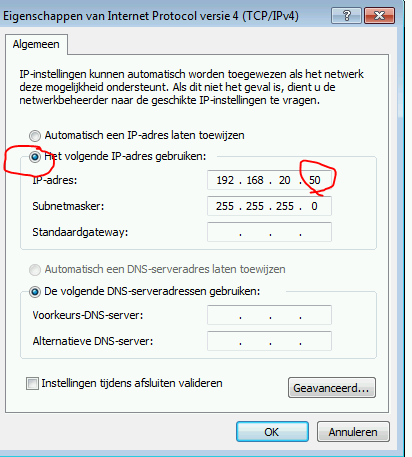 Eigenschappen van Internet Protocol versie 4 (TCP/IPv4)
Algemeen
IP-instellingen kunnen automatisch worden toegewezen als het netwerk
deze mogelijkheid ondersteunt. Als dit niet het geval is, dient u de
netwerkbeheerder naar de geschikte IP-instellingen te vragen.
Automatisch een IP-adres laten toewijzen
Het volgende IP-adres gebruiken:
IP-adres: 192 . 168 . 20 . 50
Subnetmasker: 255 . 255 . 255 . 0
Standaardgateway: . . .
Automatisch een DNS-serveradres laten toewijzen
De volgende DNS-serveradressen gebruiken:
Voorkeurs-DNS-server: . . .
Alternatieve DNS-server: . . .
Instellingen tijdens afsluiten valideren
Geavanceerd...
OK Annuleren